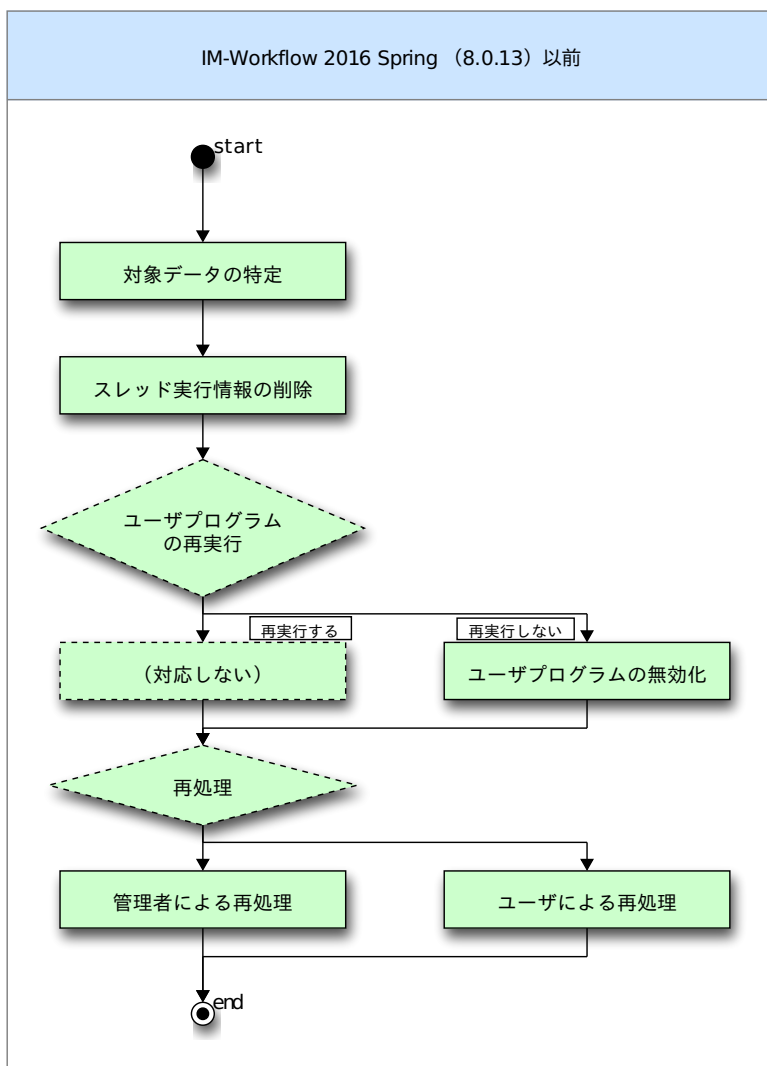 IM-Workflow 2016 Spring （8.0.13）以前
start
対象データの特定
スレッド実行情報の削除
ユーザプログラム
の再実行
再実行する
再実行しない
（対応しない）
ユーザプログラムの無効化
再処理
管理者による再処理
ユーザによる再処理
end